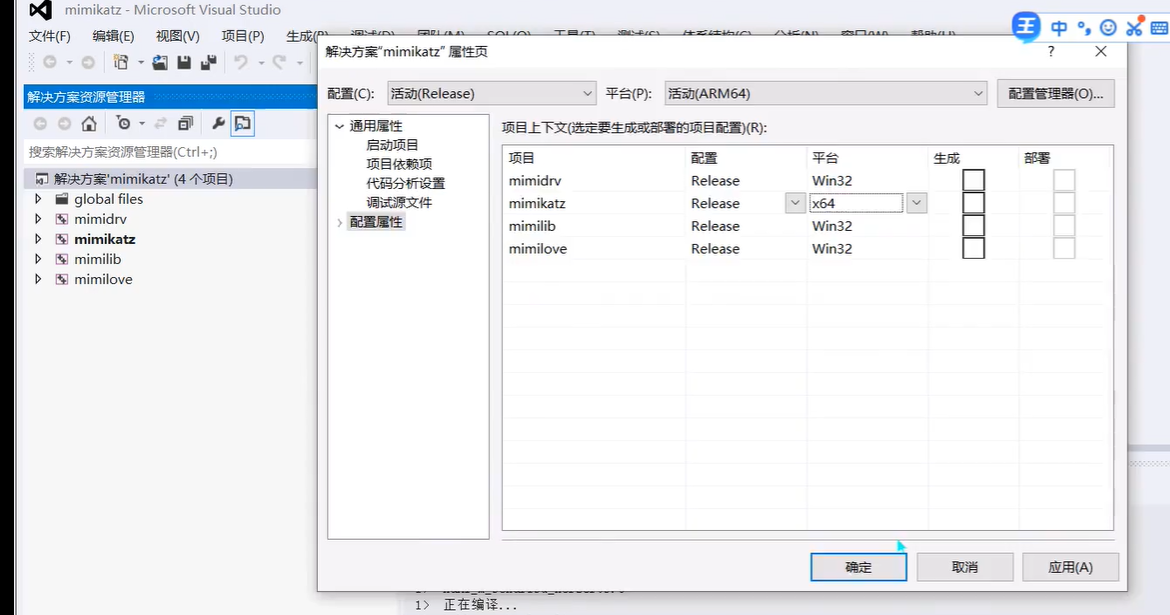 mimikatz - Microsoft Visual Studio
文件(F) 编辑(E) 视图(V) 项目(P) 生成(B) 调试(D) 团队(M) SQL(Q) 工具(T) 测试(S) 体系结构(C) 分析(N) 窗口(W) 帮助(H)
王 中
解决方案"mimikatz" 属性页
? ×
解决方案资源管理器
搜索解决方案资源管理器(Ctrl+;)
解决方案'mimikatz' (4 个项目)
global files
mimidrv
mimikatz
mimilib
mimilove
配置(C): 活动(Release) 平台(P): 活动(ARM64) 配置管理器(O)...
通用属性
启动项目
项目依赖项
代码分析设置
调试源文件
配置属性
项目上下文(选定要生成或部署的项目配置)(R):
项目 配置 平台 生成 部署
mimidrv Release Win32
mimikatz Release x64
mimilib Release Win32
mimilove Release Win32
确定 取消 应用(A)
1> 正在编译...